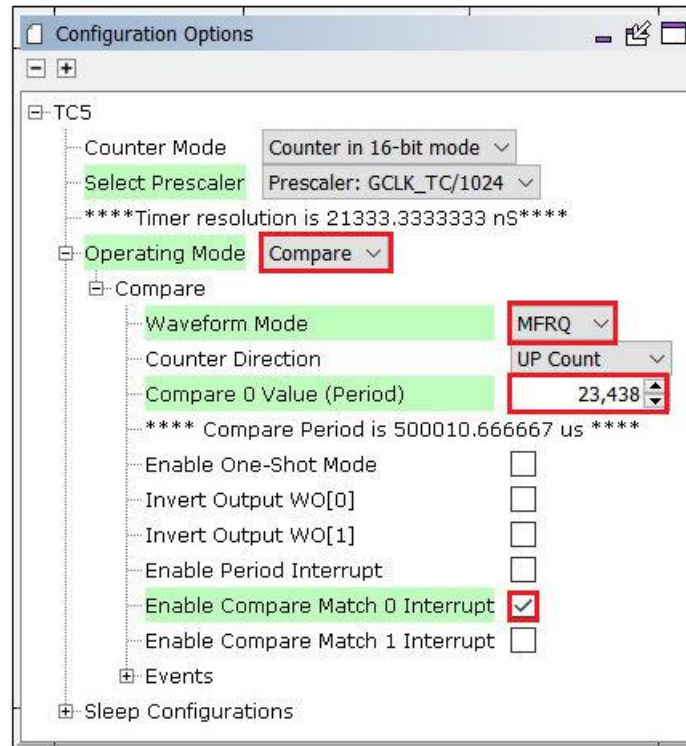 Configuration Options
TC5
Counter Mode Counter in 16-bit mode
Select Prescaler Prescaler: GCLK_TC/1024
****Timer resolution is 21333.3333333 nS****
Operating Mode Compare
Compare
Waveform Mode MFRQ
Counter Direction UP Count
Compare 0 Value (Period) 23,438
**** Compare Period is 500010.666667 us ****
Enable One-Shot Mode
Invert Output WO[0]
Invert Output WO[1]
Enable Period Interrupt
Enable Compare Match 0 Interrupt
Enable Compare Match 1 Interrupt
Events
Sleep Configurations